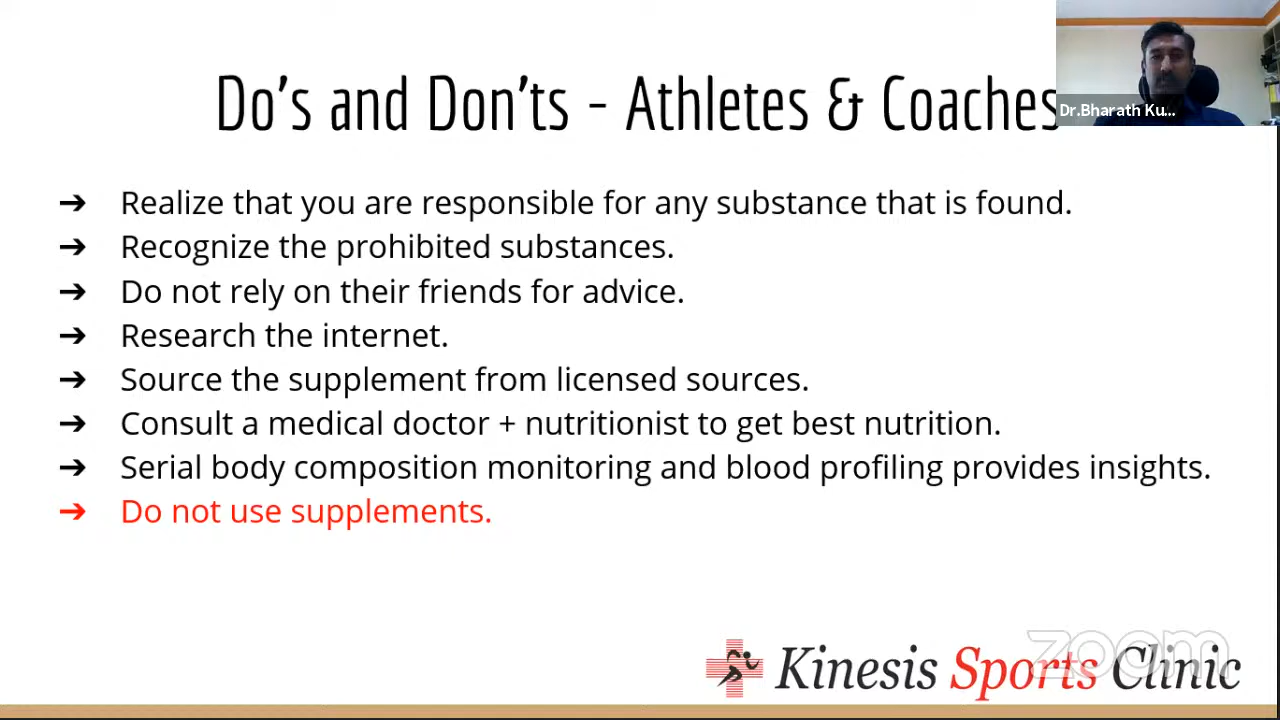 Do's and Don'ts - Athletes & Coaches
Dr.Bharath Ku...
➔ Realize that you are responsible for any substance that is found.
➔ Recognize the prohibited substances.
➔ Do not rely on their friends for advice.
➔ Research the internet.
➔ Source the supplement from licensed sources.
➔ Consult a medical doctor + nutritionist to get best nutrition.
➔ Serial body composition monitoring and blood profiling provides insights.
➔ Do not use supplements.
zoom
Kinesis Sports Clinic